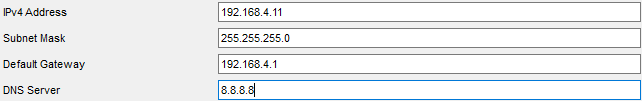 IPv4 Address 192.168.4.11
Subnet Mask 255.255.255.0
Default Gateway 192.168.4.1
DNS Server 8.8.8.8